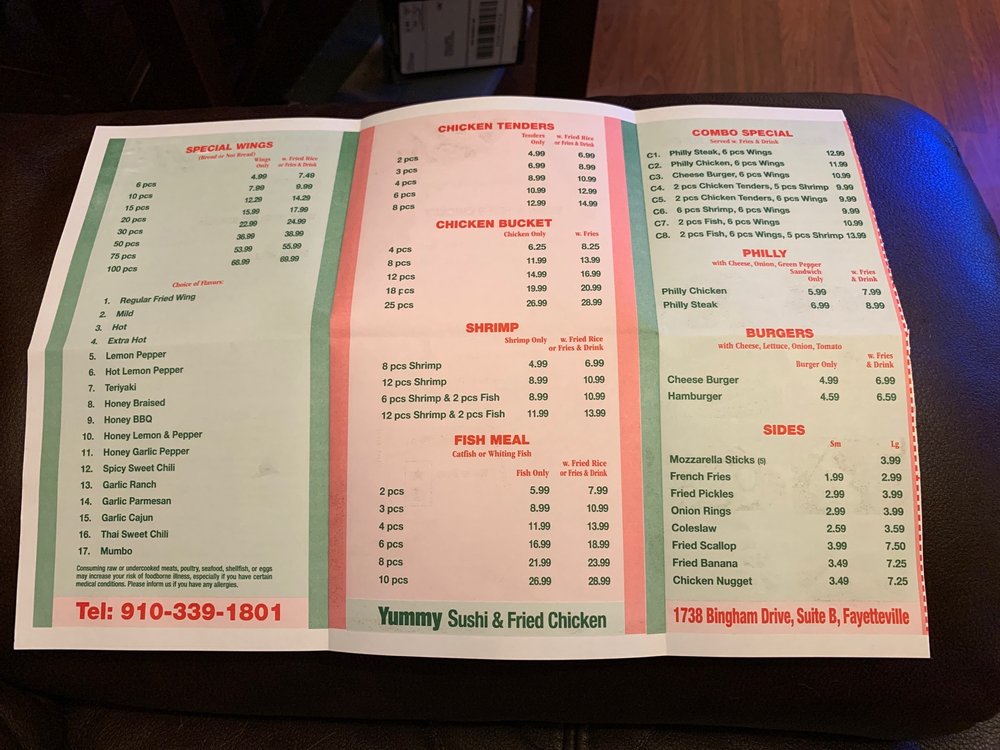 SPECIAL WINGS
(Bread or Not Bread)
Wings Only w. Fried Rice or Fries & Drink
6 pcs 4.99 7.49
10 pcs 7.99 9.99
15 pcs 12.29 14.29
20 pcs 15.99 17.99
30 pcs 22.99 24.99
50 pcs 36.99 38.99
75 pcs 53.99 55.99
100 pcs 68.99 69.99
Choice of Flavors:
1. Regular Fried Wing
2. Mild
3. Hot
4. Extra Hot
5. Lemon Pepper
6. Hot Lemon Pepper
7. Teriyaki
8. Honey Braised
9. Honey BBQ
10. Honey Lemon & Pepper
11. Honey Garlic Pepper
12. Spicy Sweet Chili
13. Garlic Ranch
14. Garlic Parmesan
15. Garlic Cajun
16. Thai Sweet Chili
17. Mumbo
Consuming raw or undercooked meats, poultry, seafood, shellfish, or eggs
may increase your risk of foodborne illness, especially if you have certain
medical conditions. Please inform us if you have any allergies.
Tel: 910-339-1801
CHICKEN TENDERS
Tenders Only w. Fried Rice or Fries & Drink
2 pcs 4.99 6.99
3 pcs 6.99 8.99
4 pcs 8.99 10.99
6 pcs 10.99 12.99
8 pcs 12.99 14.99
CHICKEN BUCKET
Chicken Only w. Fries
4 pcs 6.25 8.25
8 pcs 11.99 13.99
12 pcs 14.99 16.99
18 pcs 19.99 20.99
25 pcs 26.99 28.99
SHRIMP
Shrimp Only w. Fried Rice or Fries & Drink
8 pcs Shrimp 4.99 6.99
12 pcs Shrimp 8.99 10.99
6 pcs Shrimp & 2 pcs Fish 8.99 10.99
12 pcs Shrimp & 2 pcs Fish 11.99 13.99
FISH MEAL
Catfish or Whiting Fish
Fish Only w. Fried Rice or Fries & Drink
2 pcs 5.99 7.99
3 pcs 8.99 10.99
4 pcs 11.99 13.99
6 pcs 16.99 18.99
8 pcs 21.99 23.99
10 pcs 26.99 28.99
Yummy Sushi & Fried Chicken
COMBO SPECIAL
Served w. Fries & Drink
C1. Philly Steak, 6 pcs Wings 12.99
C2. Philly Chicken, 6 pcs Wings 11.99
C3. Cheese Burger, 6 pcs Wings 10.99
C4. 2 pcs Chicken Tenders, 5 pcs Shrimp 9.99
C5. 2 pcs Chicken Tenders, 6 pcs Wings 9.99
C6. 6 pcs Shrimp, 6 pcs Wings 9.99
C7. 2 pcs Fish, 6 pcs Wings 10.99
C8. 2 pcs Fish, 6 pcs Wings, 5 pcs Shrimp 13.99
PHILLY
with Cheese, Onion, Green Pepper
Sandwich Only w. Fries & Drink
Philly Chicken 5.99 7.99
Philly Steak 6.99 8.99
BURGERS
with Cheese, Lettuce, Onion, Tomato
Burger Only w. Fries & Drink
Cheese Burger 4.99 6.99
Hamburger 4.59 6.59
SIDES
Sm Lg
Mozzarella Sticks (5) 3.99
French Fries 1.99 2.99
Fried Pickles 2.99 3.99
Onion Rings 2.99 3.99
Coleslaw 2.59 3.59
Fried Scallop 3.99 7.50
Fried Banana 3.49 7.25
Chicken Nugget 3.49 7.25
1738 Bingham Drive, Suite B, Fayetteville